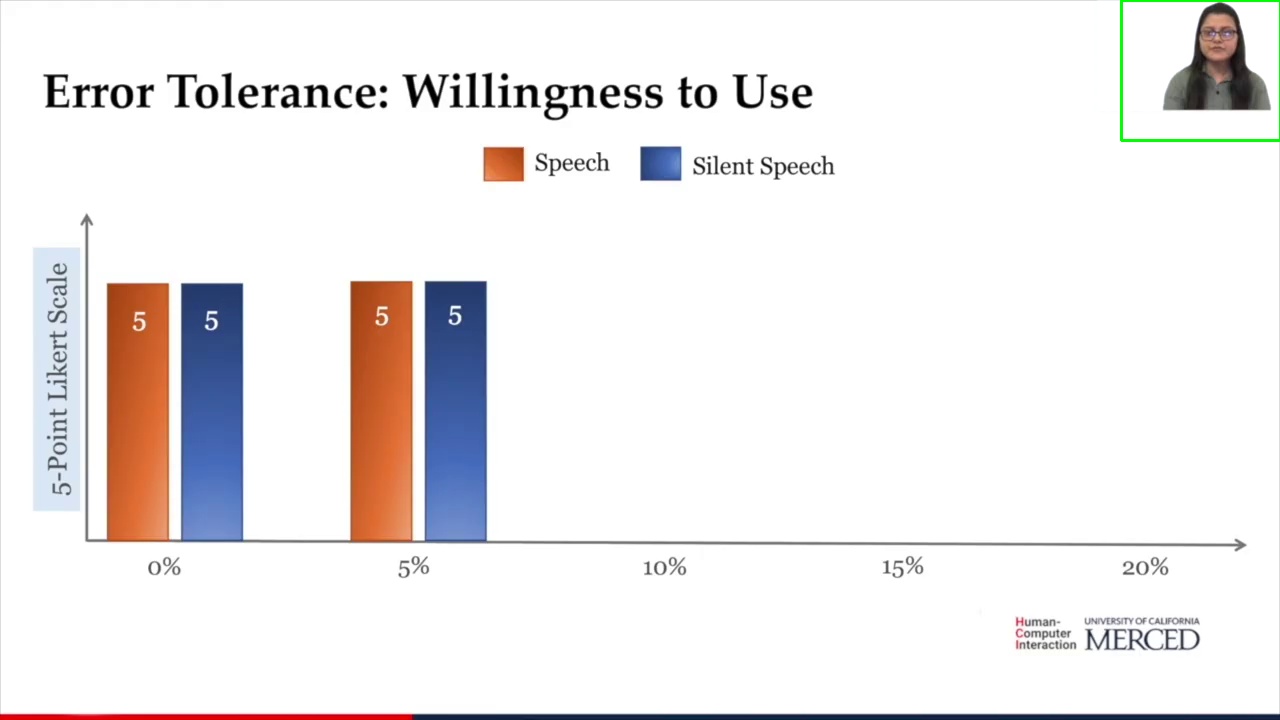 Error Tolerance: Willingness to Use
Speech
Silent Speech
5-Point Likert Scale
5
5
5
5
0%
5%
10%
15%
20%
Human-
Computer
Interaction
UNIVERSITY OF CALIFORNIA
MERCED